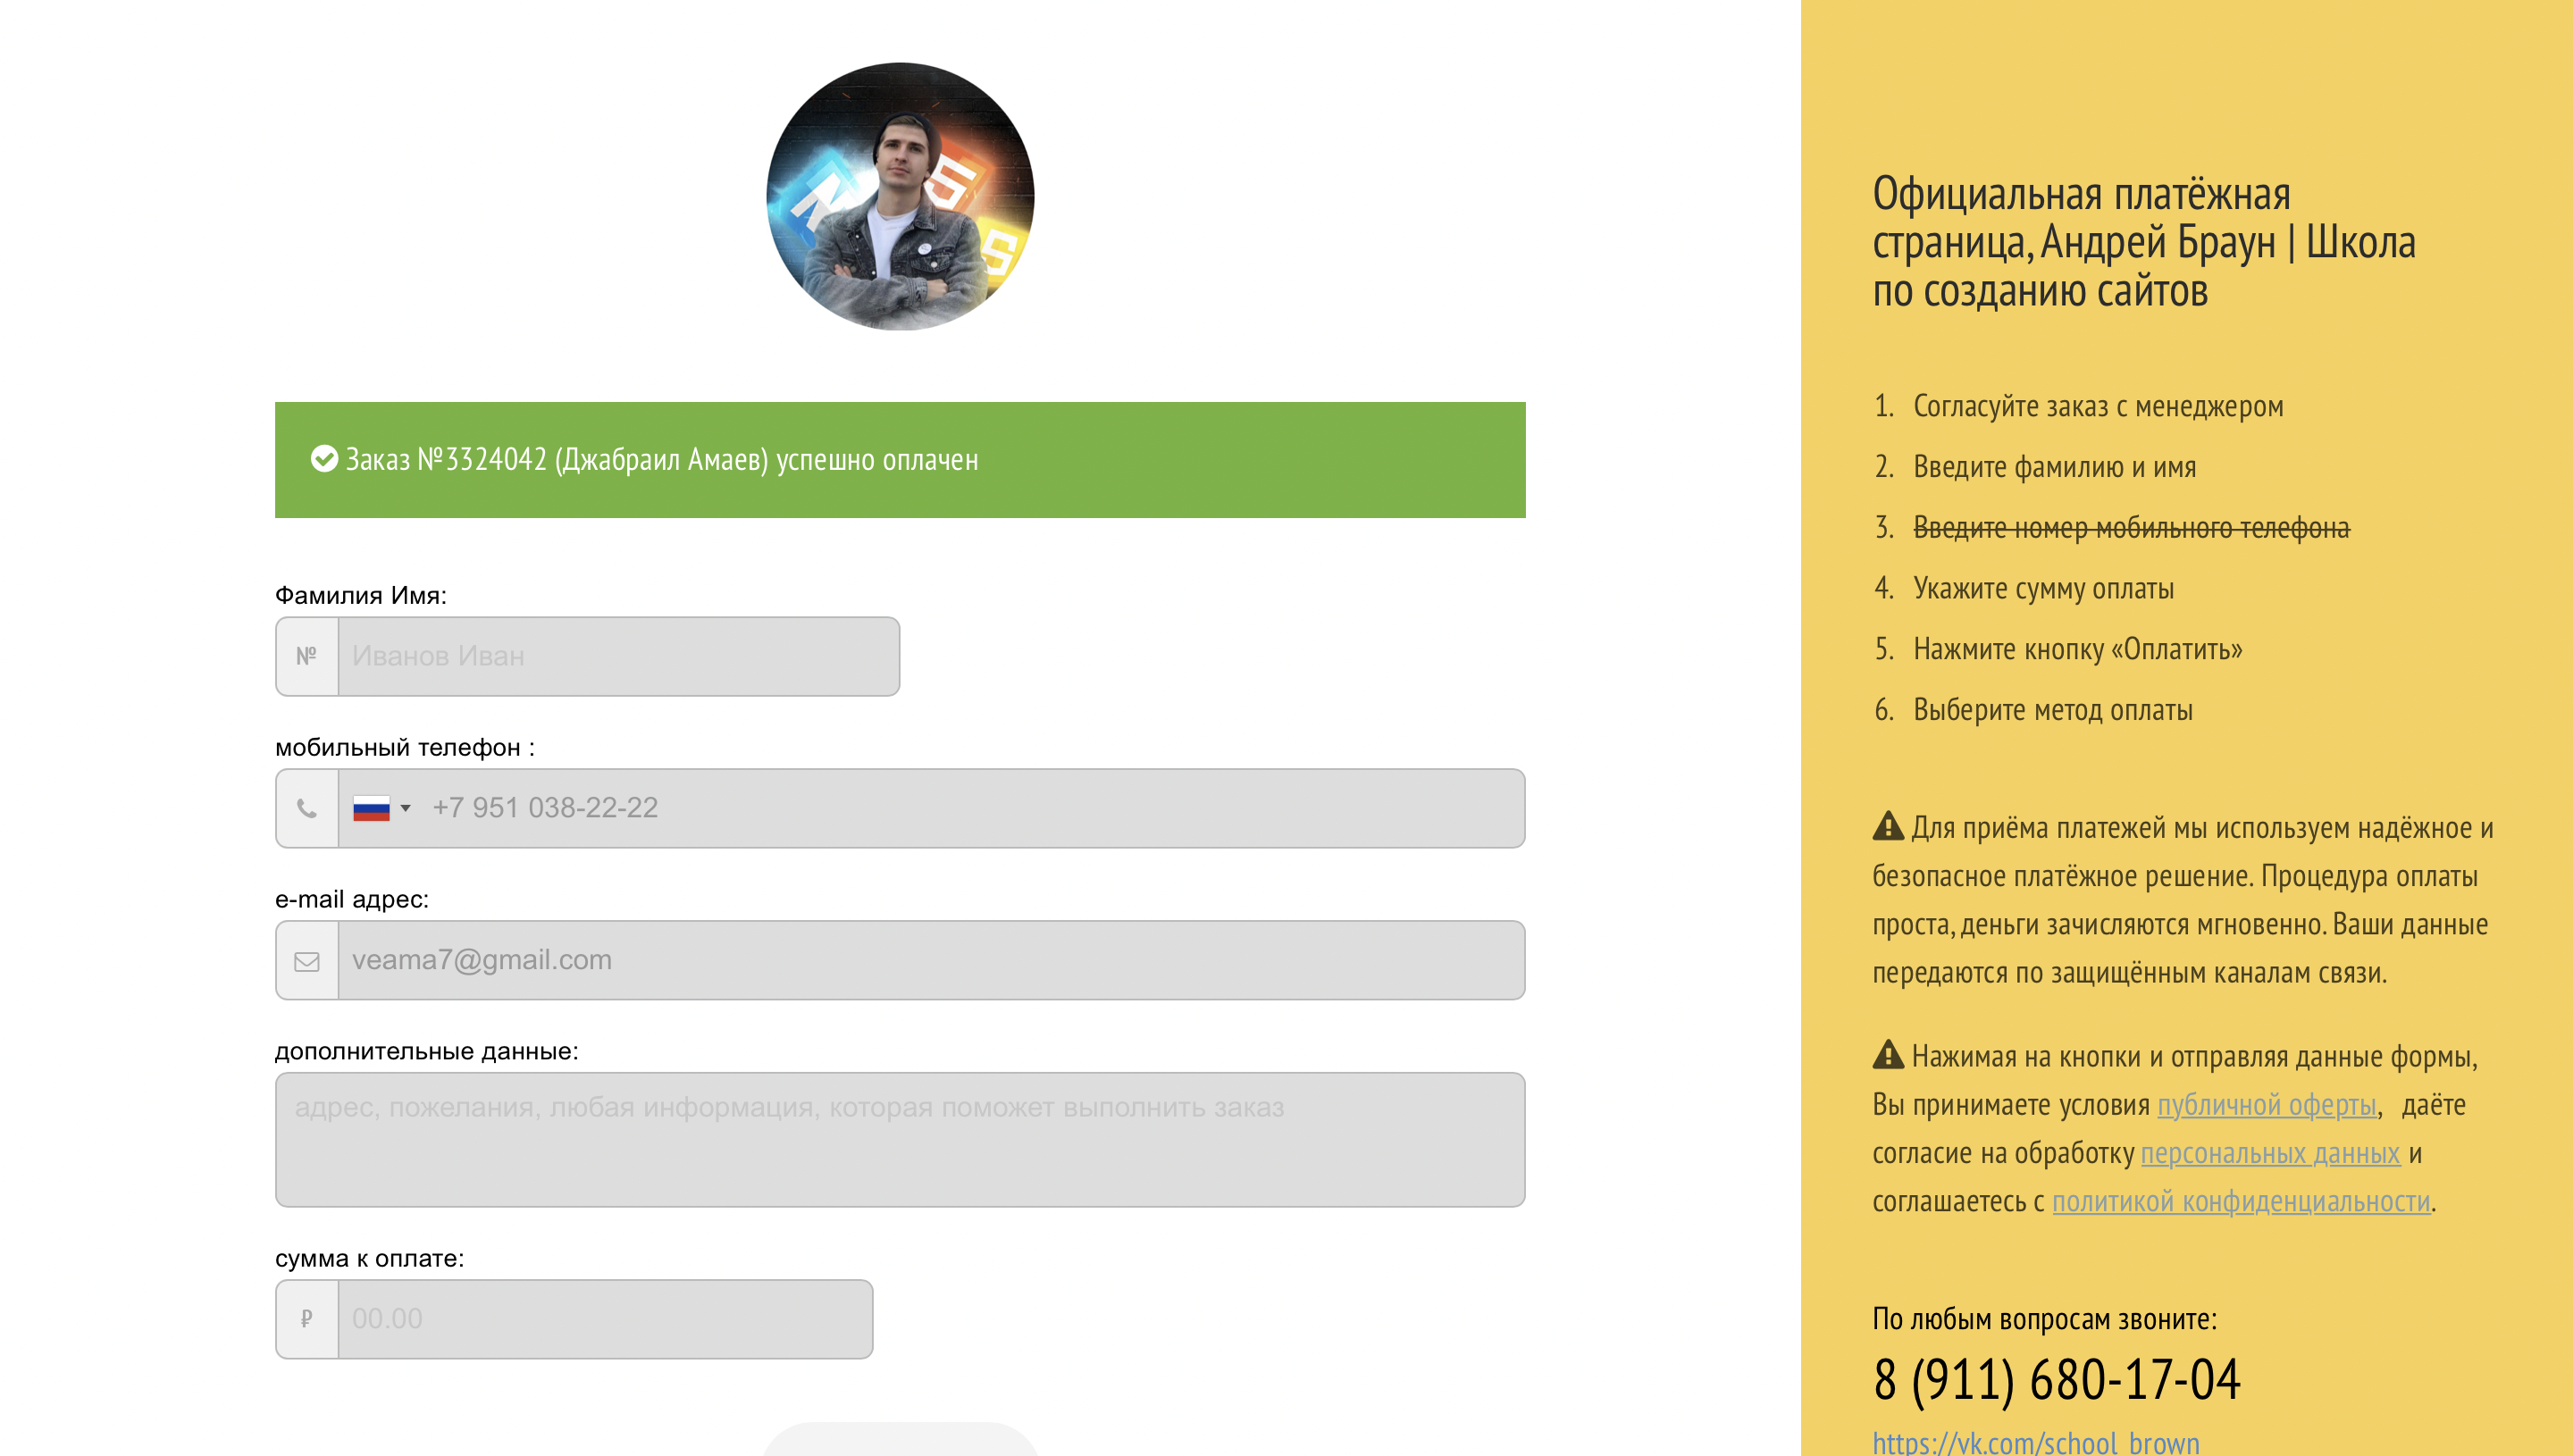 Заказ №3324042 (Джабраил Амаев) успешно оплачен
Фамилия Имя:
№ Иванов Иван
мобильный телефон :
+7 951 038-22-22
e-mail адрес:
veama7@gmail.com
дополнительные данные:
адрес, пожелания, любая информация, которая поможет выполнить заказ
сумма к оплате:
₽ 00.00
Официальная платёжная
страница, Андрей Браун | Школа
по созданию сайтов
1. Согласуйте заказ с менеджером
2. Введите фамилию и имя
3. Введите номер мобильного телефона
4. Укажите сумму оплаты
5. Нажмите кнопку «Оплатить»
6. Выберите метод оплаты
Для приёма платежей мы используем надёжное и
безопасное платёжное решение. Процедура оплаты
проста, деньги зачисляются мгновенно. Ваши данные
передаются по защищённым каналам связи.
Нажимая на кнопки и отправляя данные формы,
Вы принимаете условия публичной оферты, даёте
согласие на обработку персональных данных и
соглашаетесь с политикой конфиденциальности.
По любым вопросам звоните:
8 (911) 680-17-04
https://vk.com/school_brown